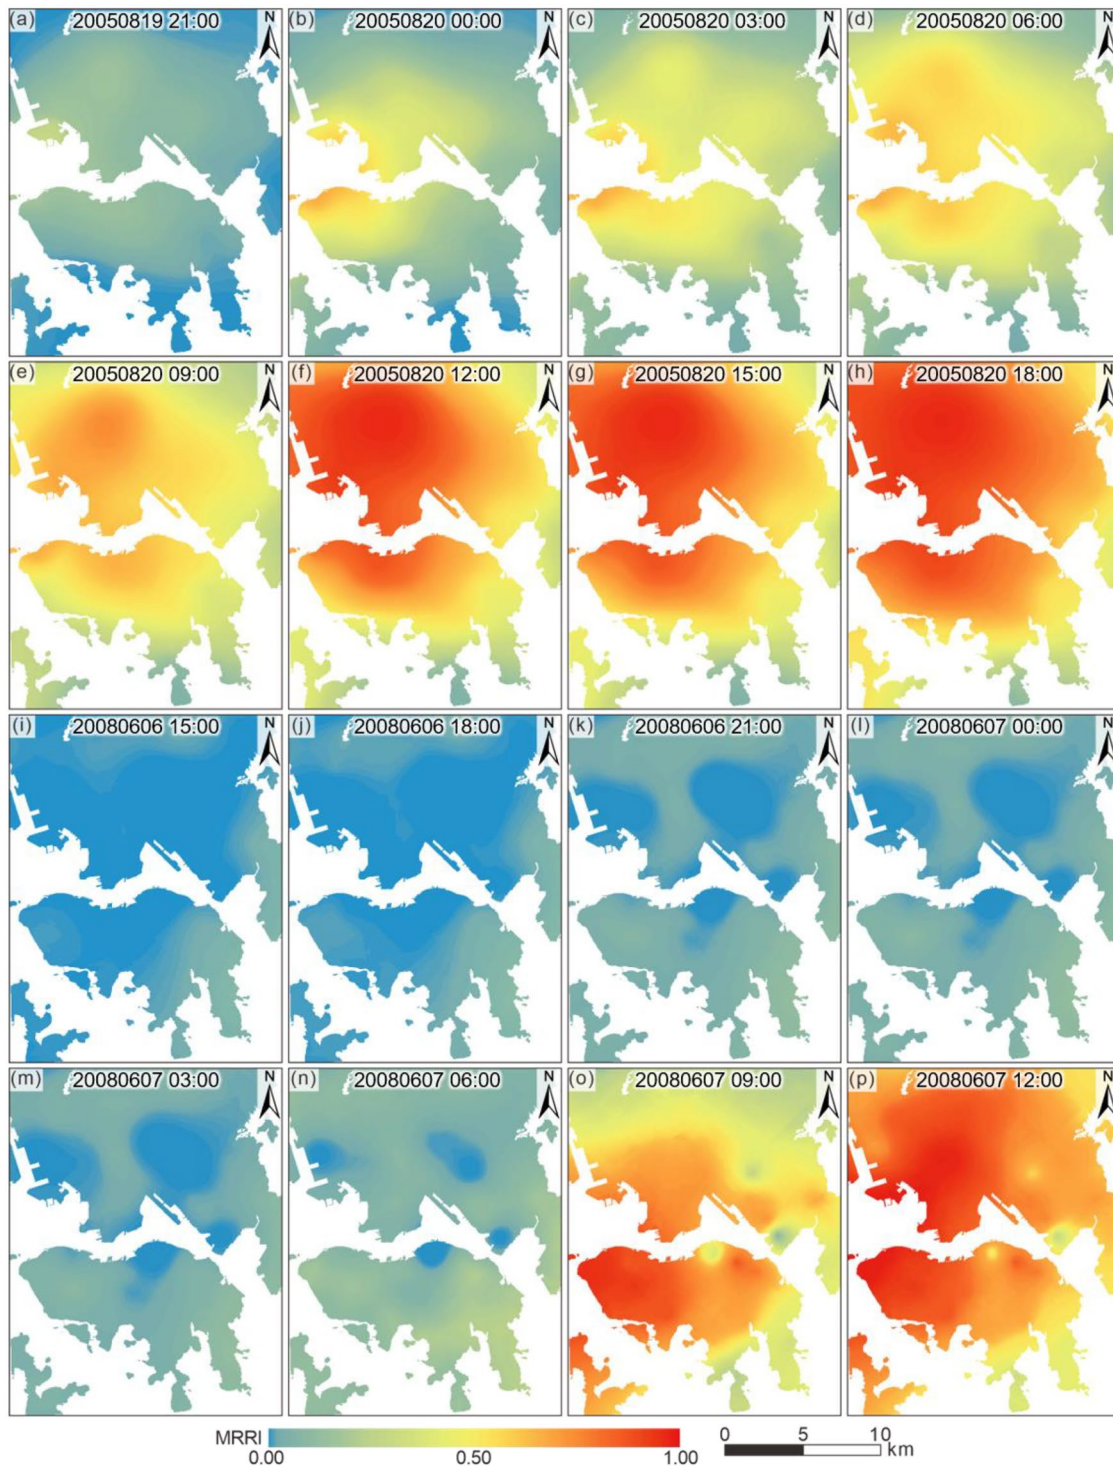 (a) 20050819 21:00 N
(b) 20050820 00:00 N
(c) 20050820 03:00 N
(d) 20050820 06:00 N
(e) 20050820 09:00 N
(f) 20050820 12:00 N
(g) 20050820 15:00 N
(h) 20050820 18:00 N
(i) 20080606 15:00 N
(j) 20080606 18:00 N
(k) 20080606 21:00 N
(l) 20080607 00:00 N
(m) 20080607 03:00 N
(n) 20080607 06:00 N
(o) 20080607 09:00 N
(p) 20080607 12:00 N
MRRI
0.00 0.50 1.00
0 5 10
km